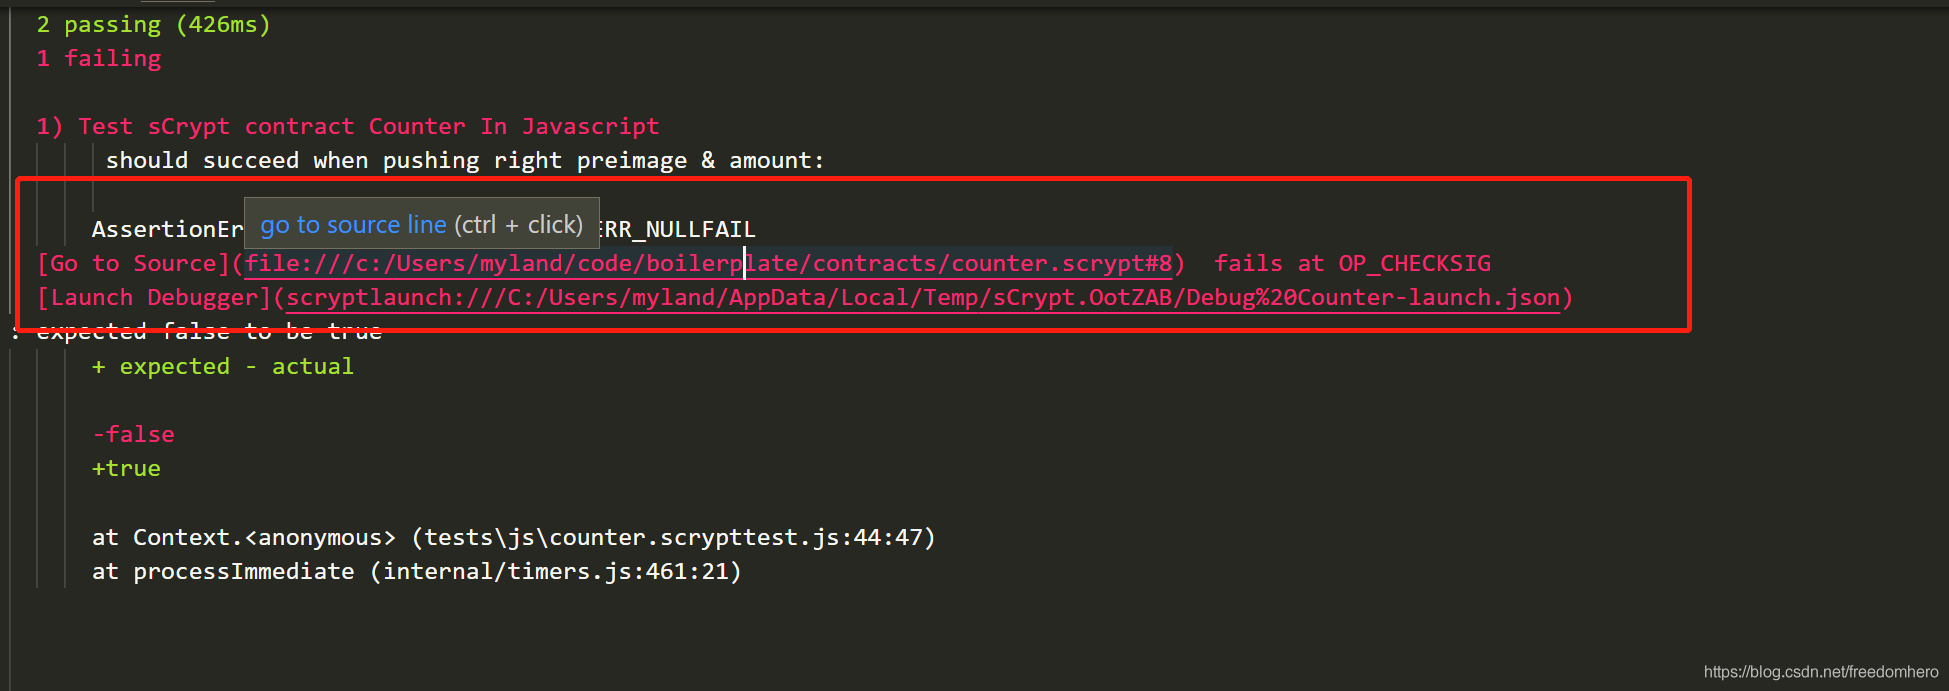 2 passing (426ms)
1 failing
1) Test sCrypt contract Counter In Javascript
should succeed when pushing right preimage & amount:
AssertionEr
go to source line (ctrl + click)
ERR_NULLFAIL
[Go to Source](file:///c:/Users/myland/code/boilerplate/contracts/counter.scrypt#8)  fails at OP_CHECKSIG
[Launch Debugger](scryptlaunch:///C:/Users/myland/AppData/Local/Temp/sCrypt.OotZAB/Debug%20Counter-launch.json)
: expected false to be true
+ expected - actual
-false
+true
at Context.<anonymous> (tests\js\counter.scrypttest.js:44:47)
at processImmediate (internal/timers.js:461:21)
https://blog.csdn.net/freedomhero